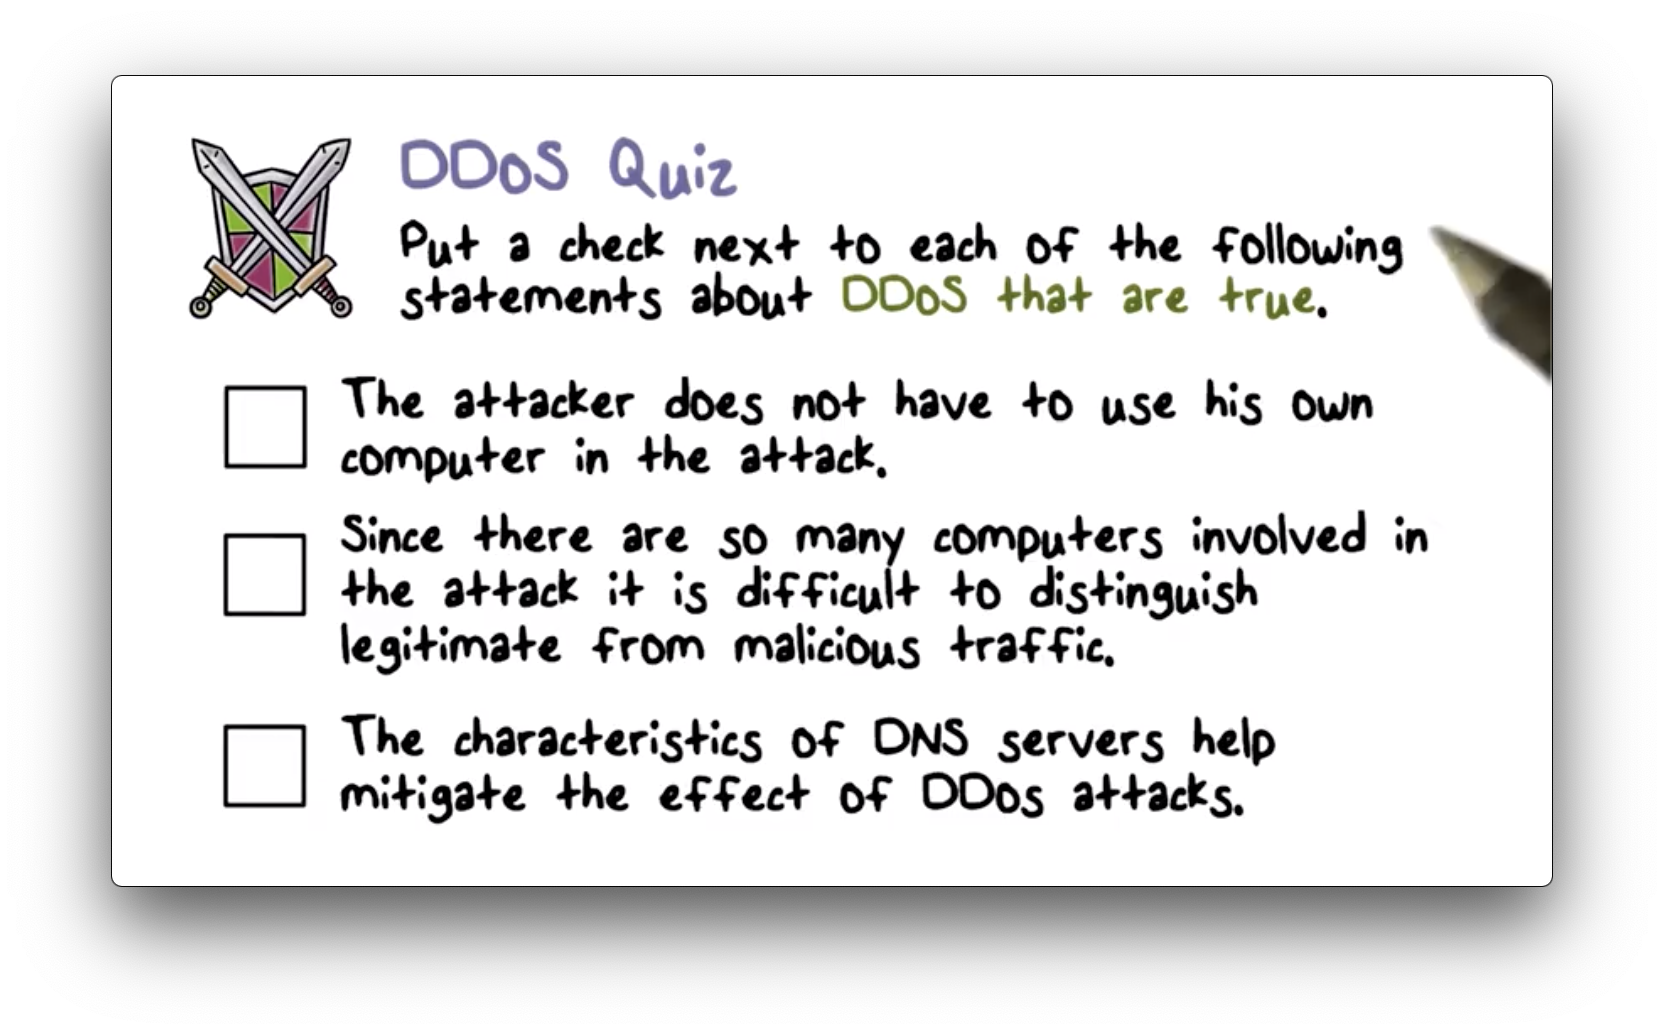 DDoS Quiz
Put a check next to each of the following
statements about DDoS that are true.
The attacker does not have to use his own
computer in the attack.
Since there are so many computers involved in
the attack it is difficult to distinguish
legitimate from malicious traffic.
The characteristics of DNS servers help
mitigate the effect of DDos attacks.